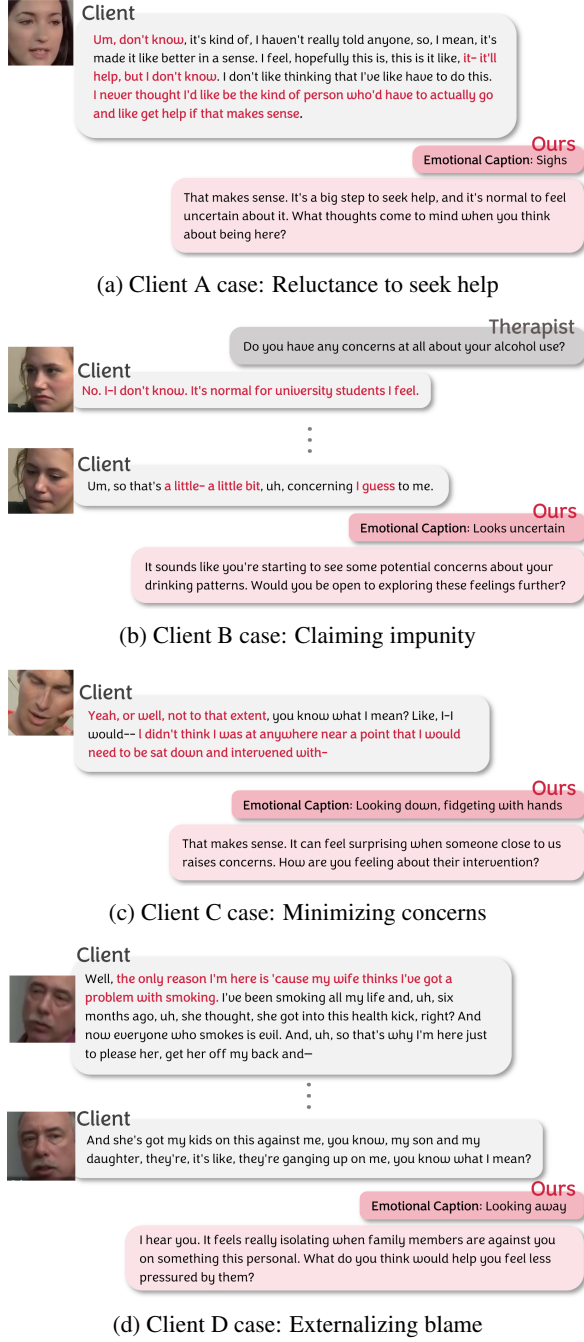 Client
Um, don't know, it's kind of, I haven't really told anyone, so, I mean, it's
made it like better in a sense. I feel, hopefully this is, this is it like, it- it'll
help, but I don't know. I don't like thinking that I've like have to do this.
I never thought I'd like be the kind of person who'd have to actually go
and like get help if that makes sense.
Ours
Emotional Caption: Sighs
That makes sense. It's a big step to seek help, and it's normal to feel
uncertain about it. What thoughts come to mind when you think
about being here?
(a) Client A case: Reluctance to seek help
Therapist
Do you have any concerns at all about your alcohol use?
Client
No. I-I don't know. It's normal for university students I feel.
Client
Um, so that's a little- a little bit, uh, concerning I guess to me.
Ours
Emotional Caption: Looks uncertain
It sounds like you're starting to see some potential concerns about your
drinking patterns. Would you be open to exploring these feelings further?
(b) Client B case: Claiming impunity
Client
Yeah, or well, not to that extent, you know what I mean? Like, I-I
would-- I didn't think I was at anywhere near a point that I would
need to be sat down and intervened with-
Ours
Emotional Caption: Looking down, fidgeting with hands
That makes sense. It can feel surprising when someone close to us
raises concerns. How are you feeling about their intervention?
(c) Client C case: Minimizing concerns
Client
Well, the only reason I'm here is 'cause my wife thinks I've got a
problem with smoking. I've been smoking all my life and, uh, six
months ago, uh, she thought, she got into this health kick, right? And
now everyone who smokes is evil. And, uh, so that's why I'm here just
to please her, get her off my back and—
Client
And she's got my kids on this against me, you know, my son and my
daughter, they're, it's like, they're ganging up on me, you know what I mean?
Ours
Emotional Caption: Looking away
I hear you. It feels really isolating when family members are against you
on something this personal. What do you think would help you feel less
pressured by them?
(d) Client D case: Externalizing blame